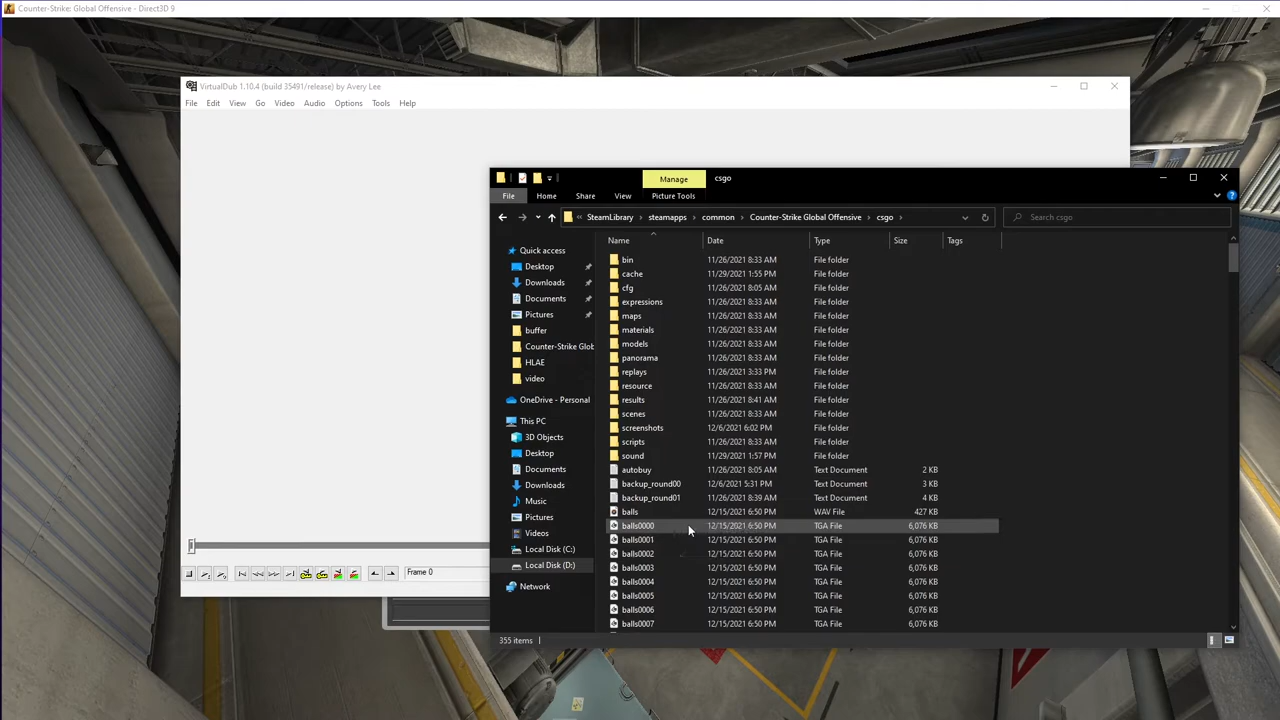 Counter-Strike: Global Offensive - Direct3D 9
VirtualDub 1.10.4 (build 35491/release) by Avery Lee
File Edit View Go Video Audio Options Tools Help
Frame 0
Manage csgo
File Home Share View Picture Tools
« SteamLibrary › steamapps › common › Counter-Strike Global Offensive › csgo ›
Search csgo
Quick access
Desktop
Downloads
Documents
Pictures
buffer
Counter-Strike Glob
HLAE
video
OneDrive - Personal
This PC
3D Objects
Desktop
Documents
Downloads
Music
Pictures
Videos
Local Disk (C:)
Local Disk (D:)
Network
Name Date Type Size Tags
bin 11/26/2021 8:33 AM File folder
cache 11/29/2021 1:55 PM File folder
cfg 11/26/2021 8:05 AM File folder
expressions 11/26/2021 8:33 AM File folder
maps 11/26/2021 8:33 AM File folder
materials 11/26/2021 8:33 AM File folder
models 11/26/2021 8:33 AM File folder
panorama 11/26/2021 8:33 AM File folder
replays 11/26/2021 3:33 PM File folder
resource 11/26/2021 8:33 AM File folder
results 11/26/2021 8:41 AM File folder
scenes 11/26/2021 8:33 AM File folder
screenshots 12/6/2021 6:02 PM File folder
scripts 11/26/2021 8:33 AM File folder
sound 11/29/2021 1:57 PM File folder
autobuy 11/26/2021 8:05 AM Text Document 2 KB
backup_round00 12/6/2021 5:31 PM Text Document 3 KB
backup_round01 11/26/2021 8:39 AM Text Document 4 KB
balls 12/15/2021 6:50 PM WAV File 427 KB
balls0000 12/15/2021 6:50 PM TGA File 6,076 KB
balls0001 12/15/2021 6:50 PM TGA File 6,076 KB
balls0002 12/15/2021 6:50 PM TGA File 6,076 KB
balls0003 12/15/2021 6:50 PM TGA File 6,076 KB
balls0004 12/15/2021 6:50 PM TGA File 6,076 KB
balls0005 12/15/2021 6:50 PM TGA File 6,076 KB
balls0006 12/15/2021 6:50 PM TGA File 6,076 KB
balls0007 12/15/2021 6:50 PM TGA File 6,076 KB
355 items